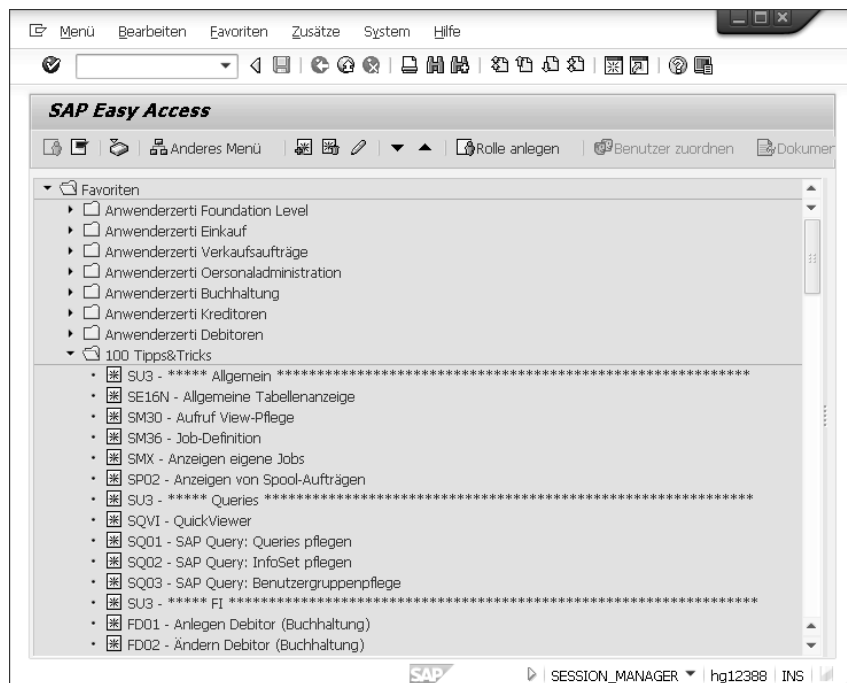 Menü Bearbeiten Favoriten Zusätze System Hilfe
SAP Easy Access
Anderes Menü Rolle anlegen Benutzer zuordnen Dokumen
Favoriten
Anwenderzerti Foundation Level
Anwenderzerti Einkauf
Anwenderzerti Verkaufsaufträge
Anwenderzerti Oersonaladministration
Anwenderzerti Buchhaltung
Anwenderzerti Kreditoren
Anwenderzerti Debitoren
100 Tipps&Tricks
SU3 - ***** Allgemein ***********************************************************
SE16N - Allgemeine Tabellenanzeige
SM30 - Aufruf View-Pflege
SM36 - Job-Definition
SMX - Anzeigen eigene Jobs
SP02 - Anzeigen von Spool-Aufträgen
SU3 - ***** Queries *************************************************************
SQVI - QuickViewer
SQ01 - SAP Query: Queries pflegen
SQ02 - SAP Query: InfoSet pflegen
SQ03 - SAP Query: Benutzergruppenpflege
SU3 - ***** FI ******************************************************************
FD01 - Anlegen Debitor (Buchhaltung)
FD02 - Ändern Debitor (Buchhaltung)
SAP SESSION_MANAGER hg12388 INS